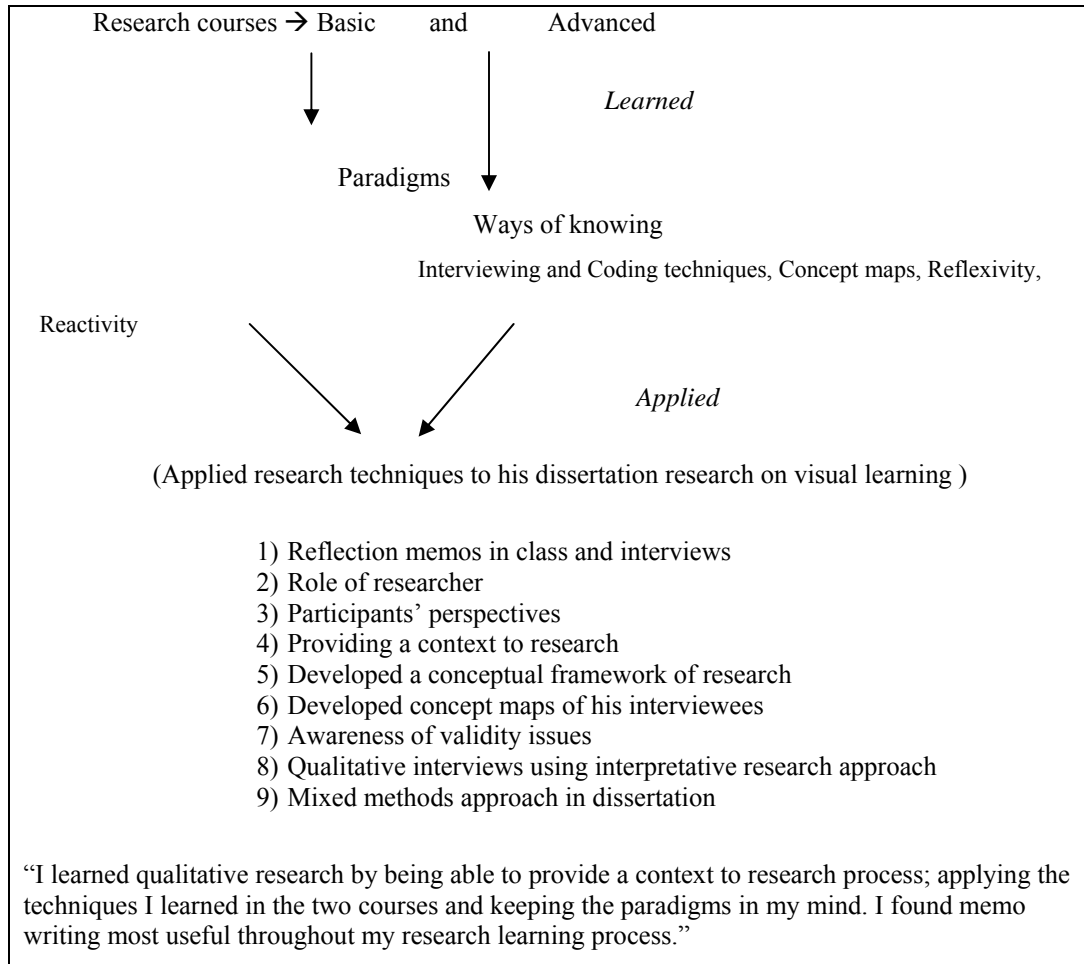 Research courses → Basic and Advanced
Learned
Paradigms
Ways of knowing
Interviewing and Coding techniques, Concept maps, Reflexivity,
Reactivity
Applied
(Applied research techniques to his dissertation research on visual learning )
1) Reflection memos in class and interviews
2) Role of researcher
3) Participants’ perspectives
4) Providing a context to research
5) Developed a conceptual framework of research
6) Developed concept maps of his interviewees
7) Awareness of validity issues
8) Qualitative interviews using interpretative research approach
9) Mixed methods approach in dissertation
“I learned qualitative research by being able to provide a context to research process; applying the
techniques I learned in the two courses and keeping the paradigms in my mind. I found memo
writing most useful throughout my research learning process.”